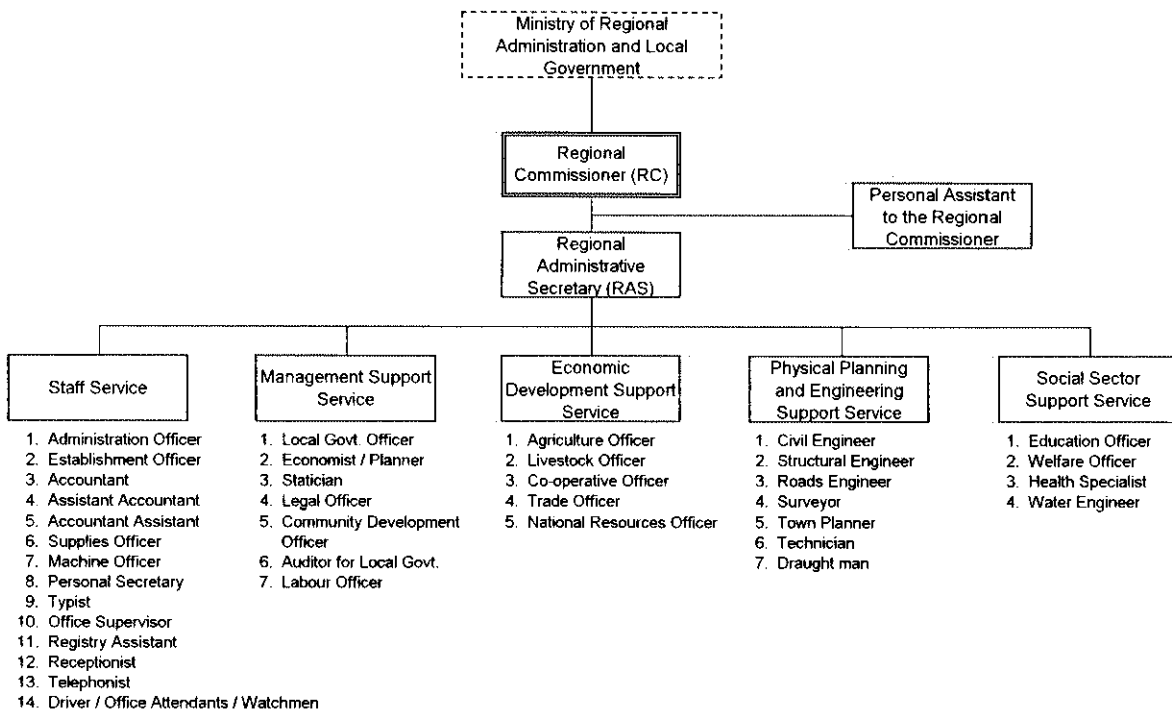 Ministry of Regional
Administration and Local
Government
Regional
Commissioner (RC)
Personal Assistant
to the Regional
Commissioner
Regional
Administrative
Secretary (RAS)
Staff Service
1. Administration Officer
2. Establishment Officer
3. Accountant
4. Assistant Accountant
5. Accountant Assistant
6. Supplies Officer
7. Machine Officer
8. Personal Secretary
9. Typist
10. Office Supervisor
11. Registry Assistant
12. Receptionist
13. Telephonist
14. Driver / Office Attendants / Watchmen
Management Support
Service
1. Local Govt. Officer
2. Economist / Planner
3. Statician
4. Legal Officer
5. Community Development
Officer
6. Auditor for Local Govt.
7. Labour Officer
Economic
Development Support
Service
1. Agriculture Officer
2. Livestock Officer
3. Co-operative Officer
4. Trade Officer
5. National Resources Officer
Physical Planning
and Engineering
Support Service
1. Civil Engineer
2. Structural Engineer
3. Roads Engineer
4. Surveyor
5. Town Planner
6. Technician
7. Draught man
Social Sector
Support Service
1. Education Officer
2. Welfare Officer
3. Health Specialist
4. Water Engineer